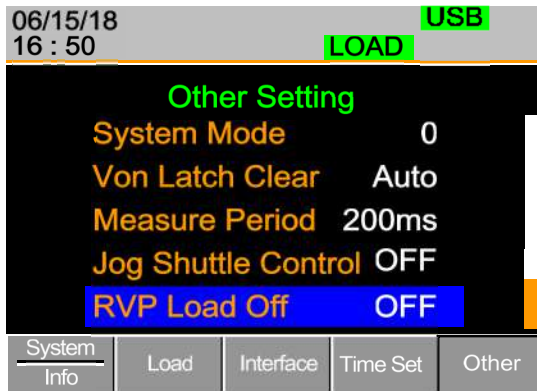 06/15/18 USB
16 : 50 LOAD
Other Setting
System Mode 0
Von Latch Clear Auto
Measure Period 200ms
Jog Shuttle Control OFF
RVP Load Off OFF
System Info Load Interface Time Set Other